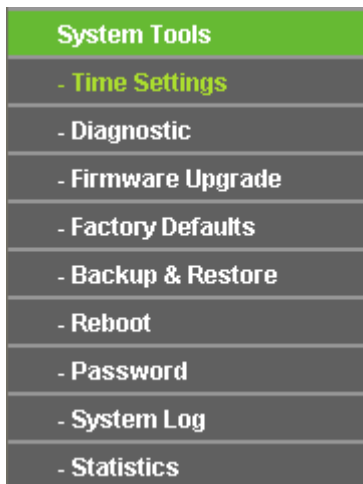 System Tools
- Time Settings
- Diagnostic
- Firmware Upgrade
- Factory Defaults
- Backup & Restore
- Reboot
- Password
- System Log
- Statistics